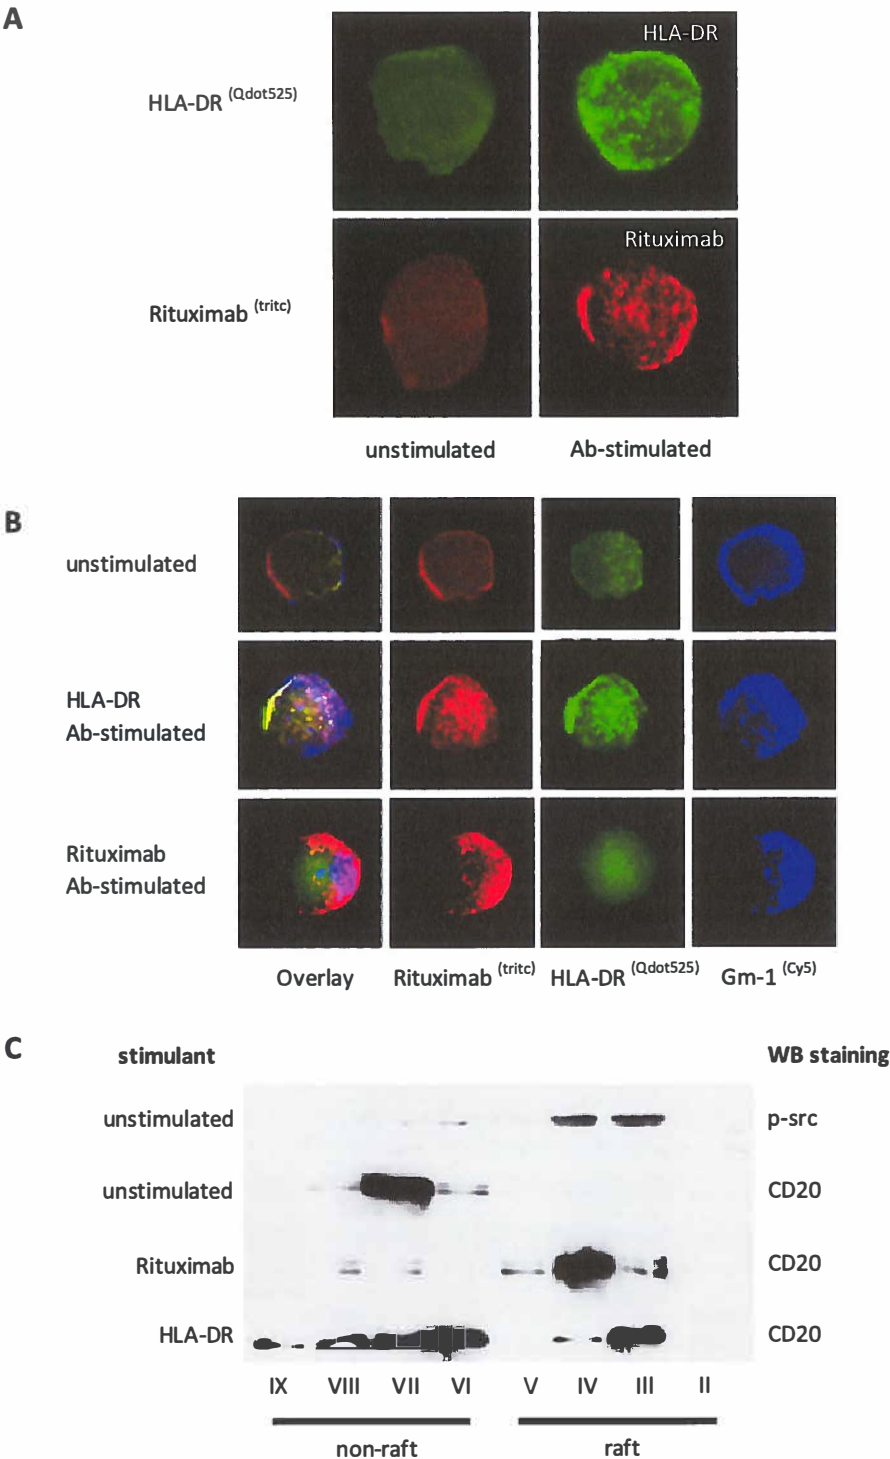 A
HLA-DR
HLA-DR (Qdot525)
Rituximab
Rituximab (tritc)
unstimulated Ab-stimulated
B
unstimulated
HLA-DR
Ab-stimulated
Rituximab
Ab-stimulated
Overlay Rituximab (tritc) HLA-DR (Qdot525) Gm-1 (Cy5)
C
stimulant WB staining
unstimulated p-src
unstimulated CD20
Rituximab CD20
HLA-DR CD20
IX VIII VII VI V IV III II
non-raft raft